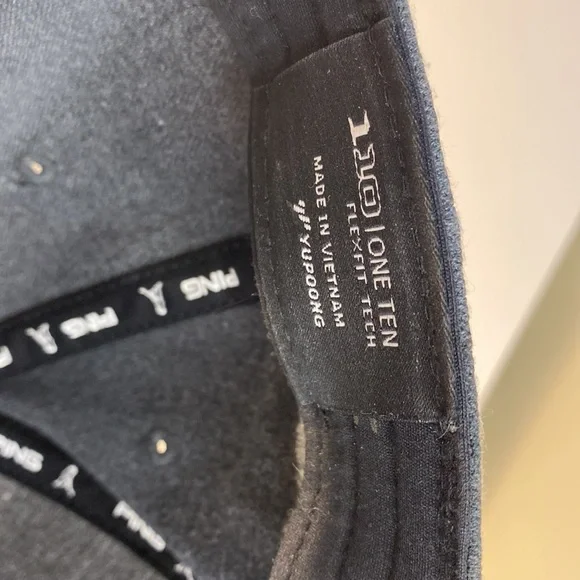 110 | ONE TEN
FLEXFIT TECH
MADE IN VIETNAM
YUPOONG
PING
PING
P
PING
PING